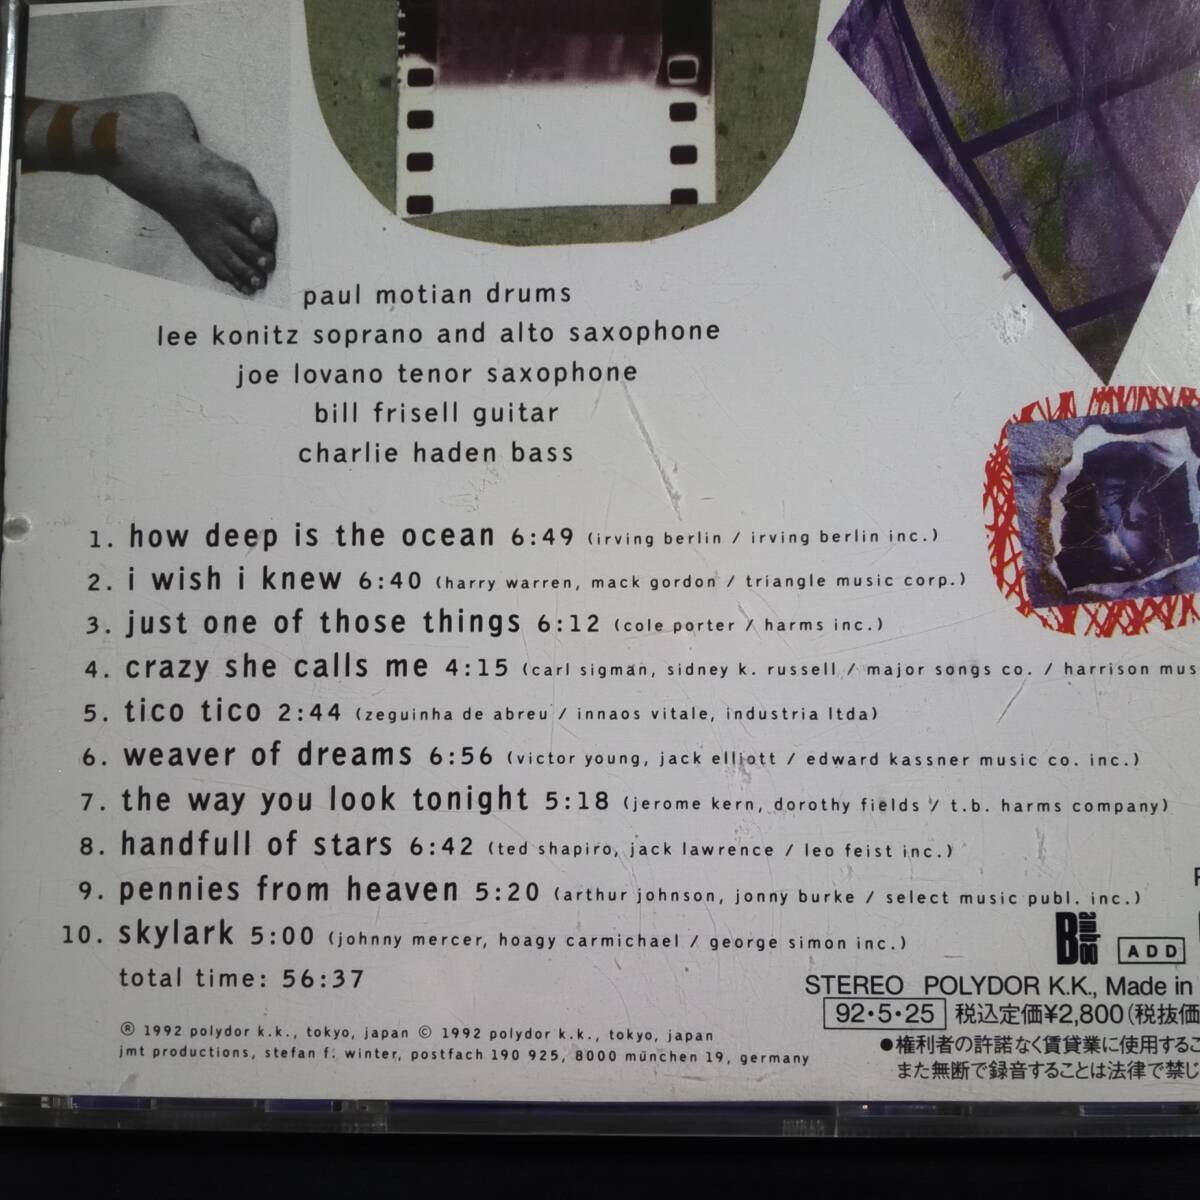 paul motian drums
lee konitz soprano and alto saxophone
joe lovano tenor saxophone
bill frisell guitar
charlie haden bass
1. how deep is the ocean 6:49 (irving berlin / irving berlin inc.)
2. i wish i knew 6:40 (harry warren, mack gordon / triangle music corp.)
3. just one of those things 6:12 (cole porter / harms inc.)
4. crazy she calls me 4:15 (carl sigman, sidney k. russell / major songs co. / harrison mus
5. tico tico 2:44 (zeguinha de abreu / innaos vitale, industria ltda)
6. weaver of dreams 6:56 (victor young, jack elliott / edward kassner music co. inc.)
7. the way you look tonight 5:18 (jerome kern, dorothy fields / t.b. harms company)
8. handfull of stars 6:42 (ted shapiro, jack lawrence / leo feist inc.)
9. pennies from heaven 5:20 (arthur johnson, jonny burke / select music publ. inc.)
10. skylark 5:00 (johnny mercer, hoagy carmichael / george simon inc.)
total time: 56:37
Bamboo ADD
STEREO POLYDOR K.K., Made in
92・5・25 税込定価¥2,800(税抜価
℗ 1992 polydor k.k., tokyo, japan © 1992 polydor k.k., tokyo, japan
jmt productions, stefan f. winter, postfach 190 925, 8000 münchen 19, germany
●権利者の許諾なく賃貸業に使用するこ
また無断で録音することは法律で禁じ